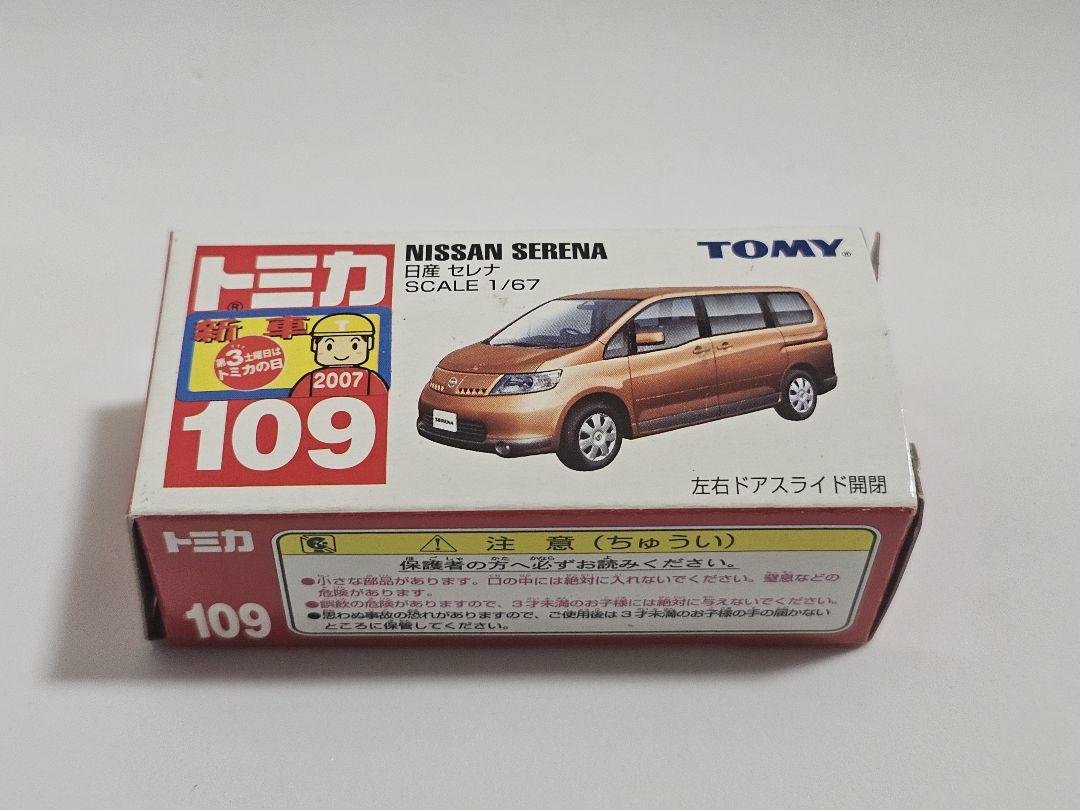 トミカ®
新車
第3土曜日は
トミカの日
2007
109
NISSAN SERENA
日産 セレナ
SCALE 1/67
TOMY®
SERENA
左右ドアスライド開閉
トミカ
109
注意(ちゅうい)
保護者の方へ必ずお読みください。
●小さな部品があります。口の中には絶対に入れないでください。窒息などの
危険があります。
●誤飲の危険がありますので、3才未満のお子様には絶対に与えないでください。
●思わぬ事故の恐れがありますので、ご使用後は3才未満のお子様の手の届かない
ところに保管してください。